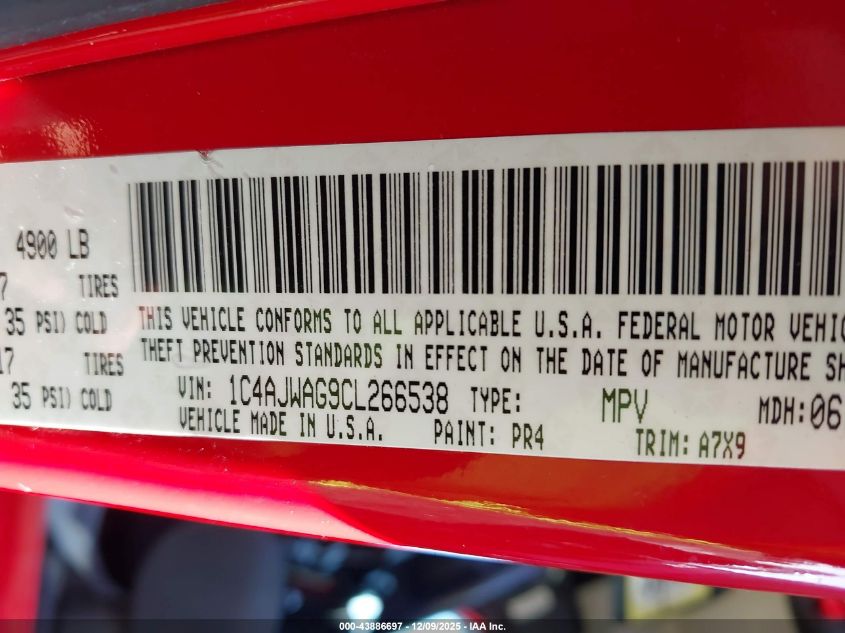 4900 LB
7 TIRES
35 PSI) COLD
17 TIRES
35 PSI) COLD
THIS VEHICLE CONFORMS TO ALL APPLICABLE U.S.A. FEDERAL MOTOR VEHIC
THEFT PREVENTION STANDARDS IN EFFECT ON THE DATE OF MANUFACTURE SH
VIN: 1C4AJWAG9CL266538 TYPE: MPV MDH:06
VEHICLE MADE IN U.S.A. PAINT: PR4 TRIM: A7X9
000-43886697 • 12/09/2025 • IAA Inc.